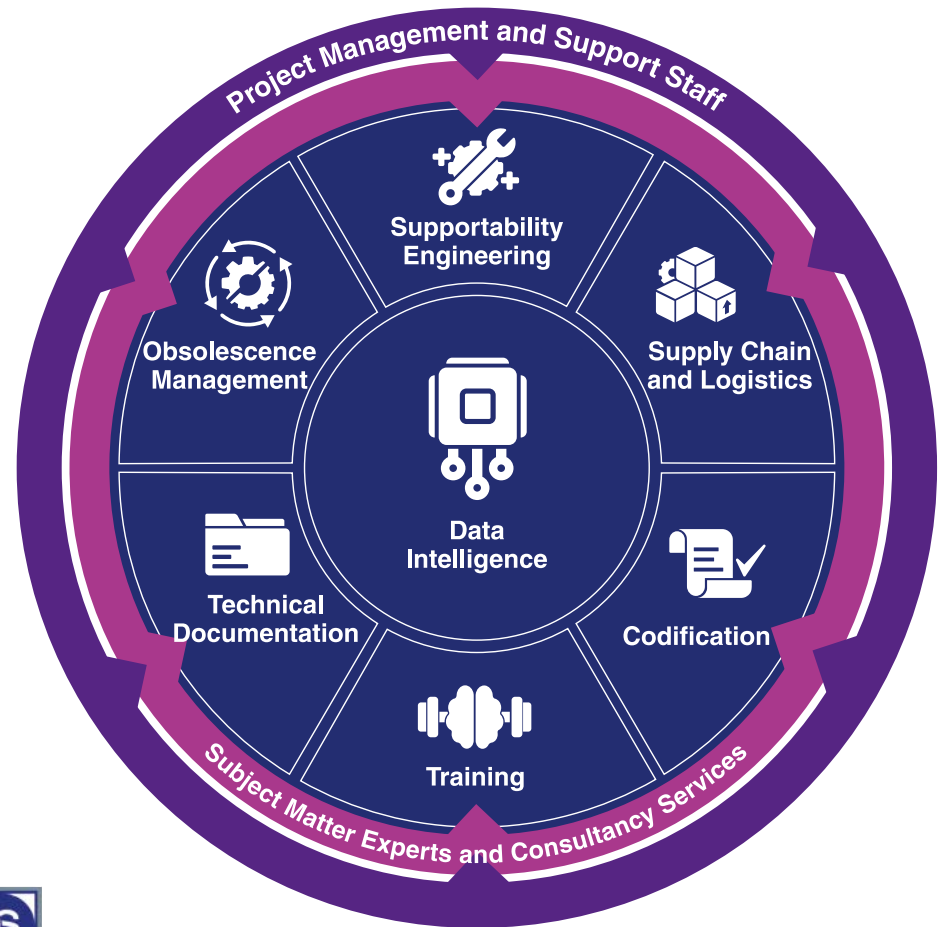 Project Management and Support Staff
Supportability
Engineering
Obsolescence
Management
Supply Chain
and Logistics
Data
Intelligence
Technical
Documentation
Codification
Training
Subject Matter Experts and Consultancy Services